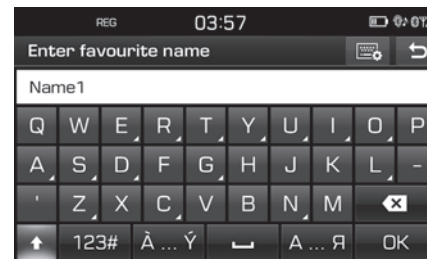 REG 03:57
Enter favourite name
Name1
Q W E R T Y U I O P
A S D F G H J K L -
' Z X C V B N M
123# À ... Ý A ... Я OK